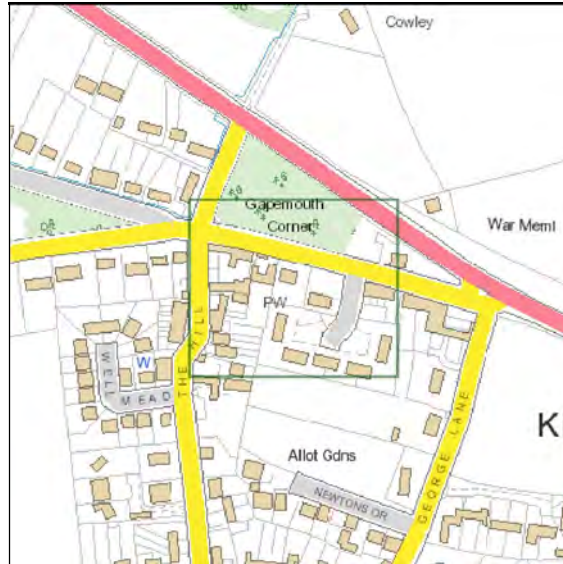 Cowley
Gapemouth
Corner
War Meml
PW
THE HILL
W
WELL
MEAD
K
Allot Gdns
GEORGE LANE
NEWTONS DR